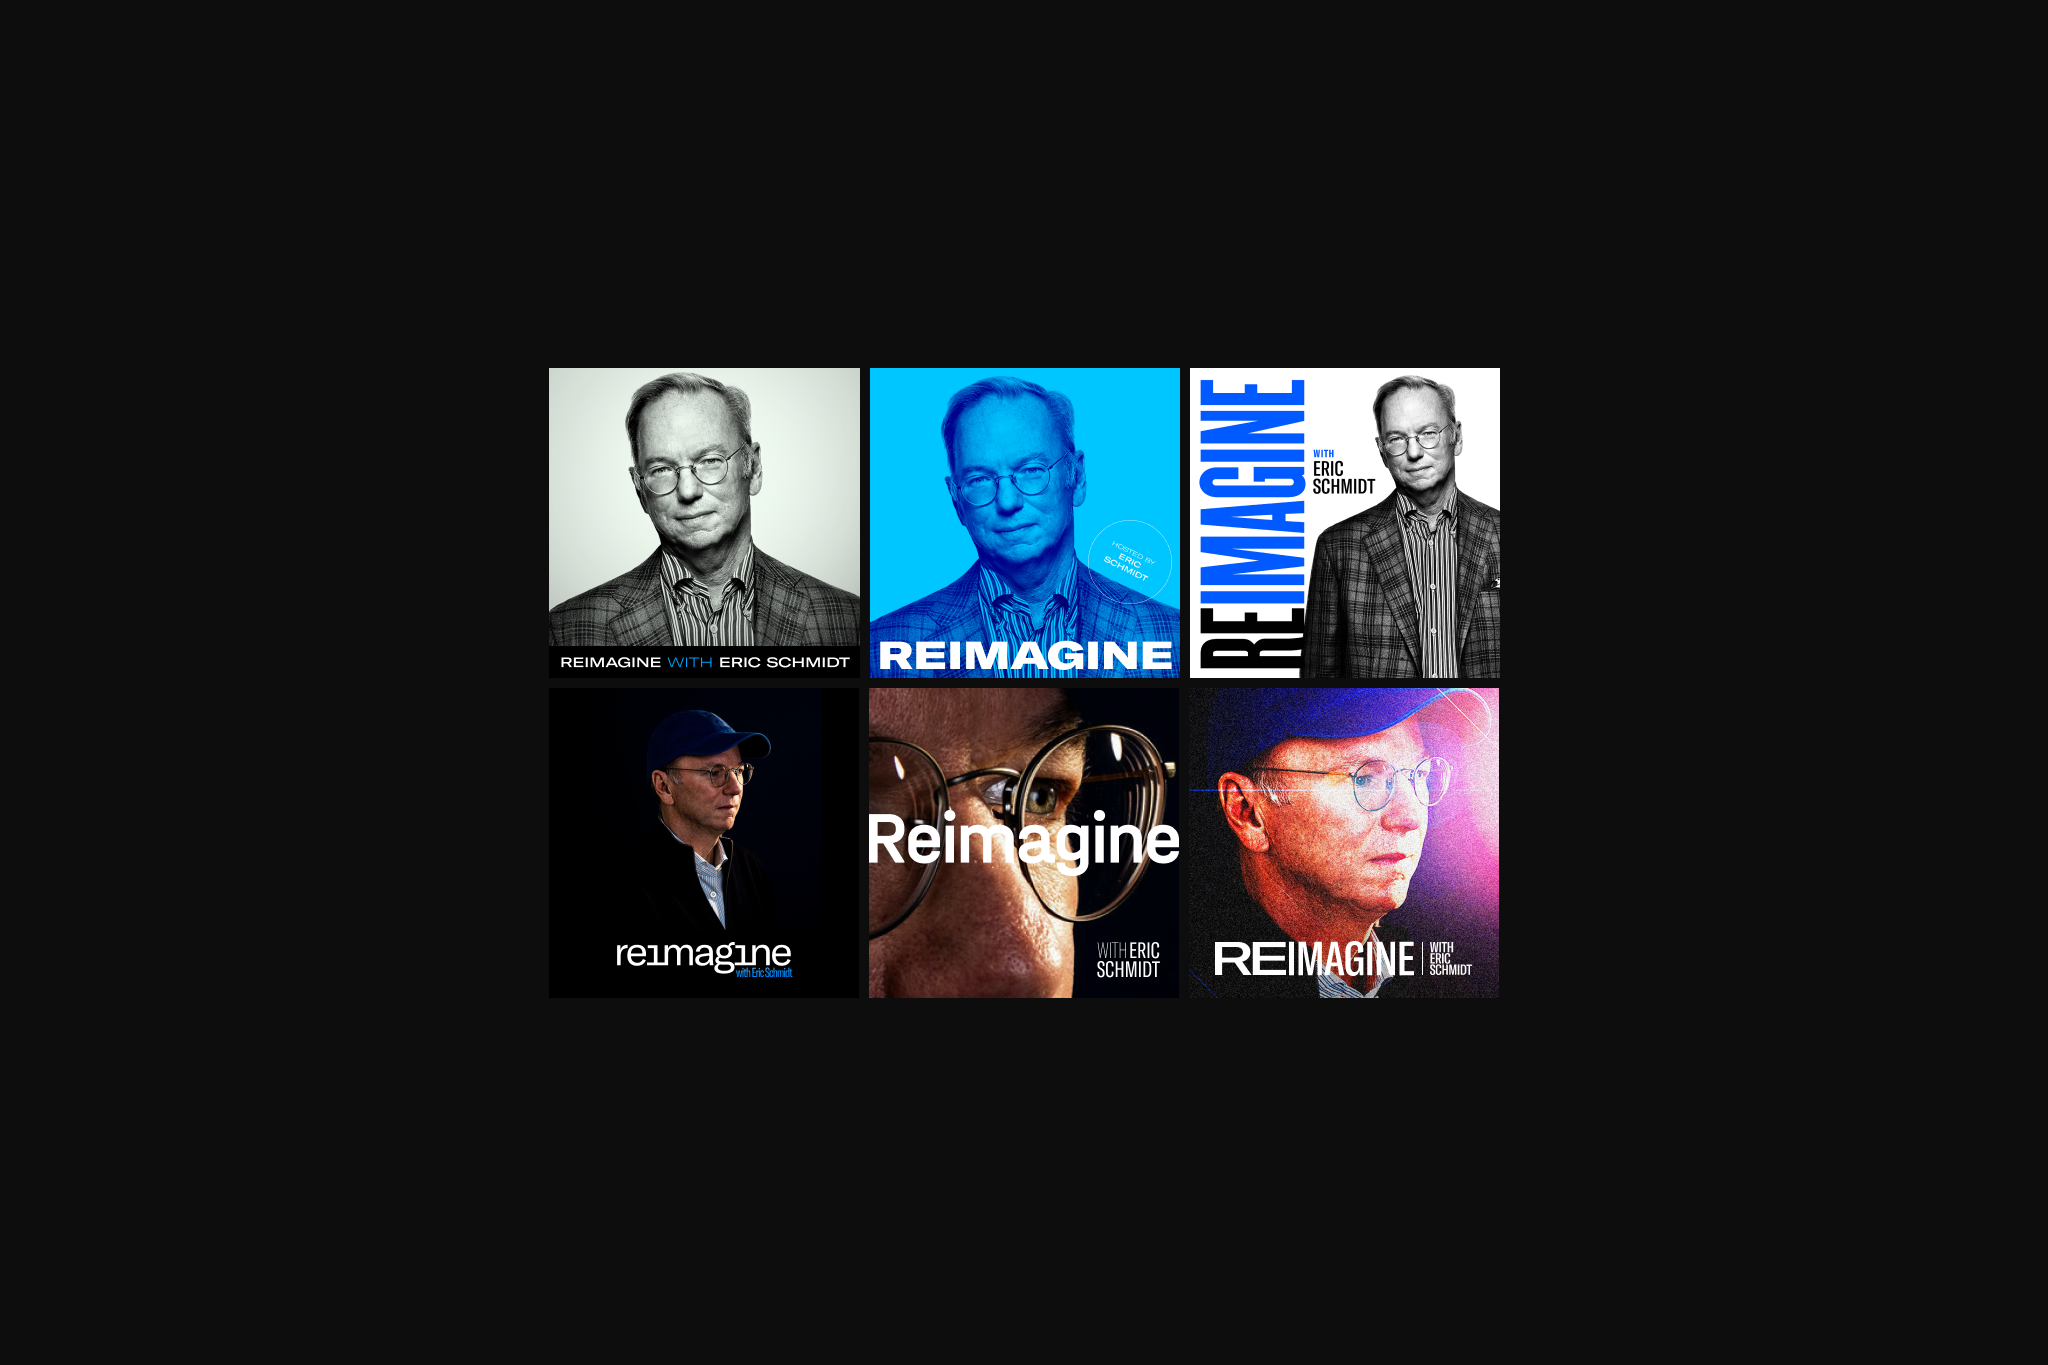 REIMAGINE WITH ERIC SCHMIDT
HOSTED BY
ERIC
SCHMIDT
REIMAGINE
REIMAGINE
WITH
ERIC
SCHMIDT
reimagine
with Eric Schmidt
Reimagine
WITH ERIC
SCHMIDT
REIMAGINE
WITH
ERIC
SCHMIDT